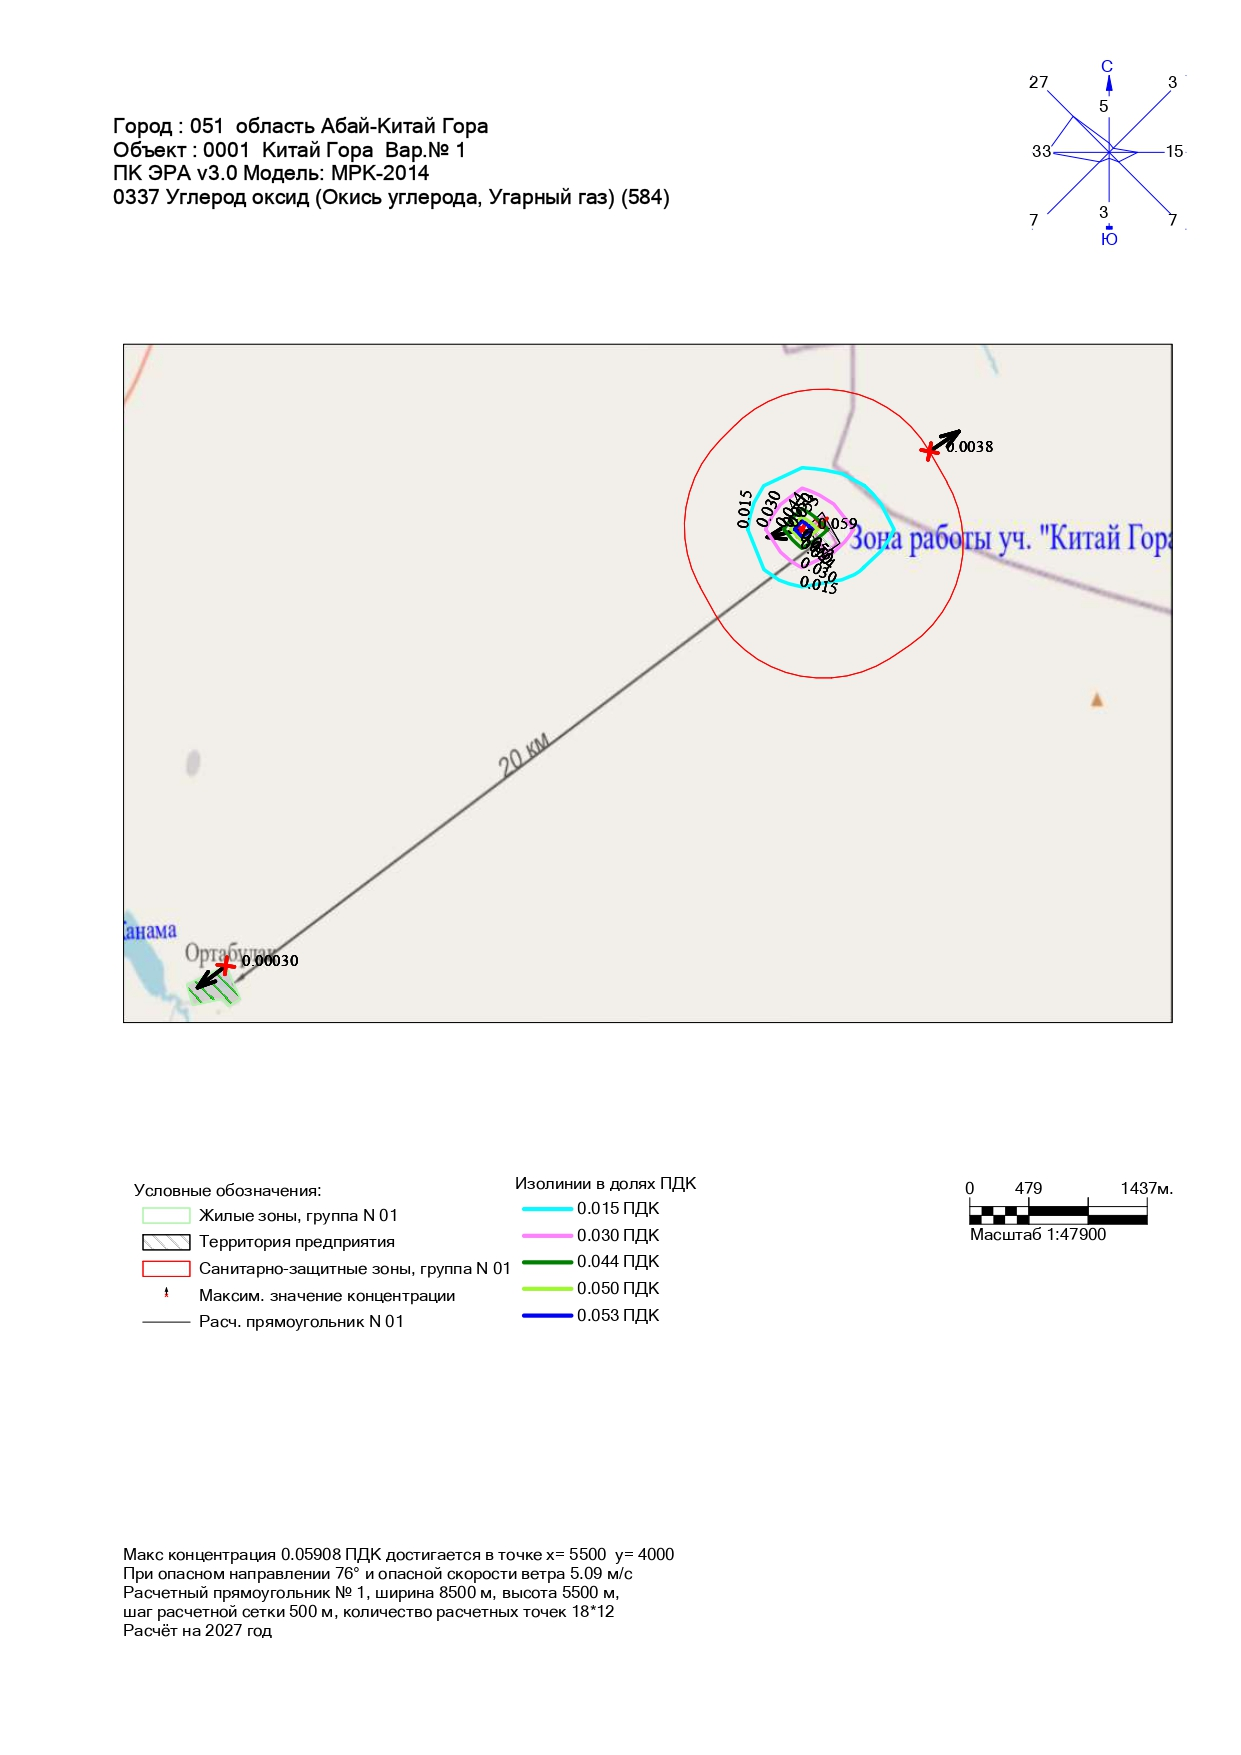 Город : 051 область Абай-Китай Гора
Объект : 0001 Китай Гора Вар.№ 1
ПК ЭРА v3.0 Модель: МРК-2014
0337 Углерод оксид (Окись углерода, Угарный газ) (584)
С
27
3
5
33
15
7
3
7
Ю
0.0038
0.015
0.030
0.059
Зона работы уч. "Китай Гора
0.030
0.015
20 км
Канама
Ортабулак
0.00030
Условные обозначения:
Жилые зоны, группа N 01
Территория предприятия
Санитарно-защитные зоны, группа N 01
Максим. значение концентрации
Расч. прямоугольник N 01
Изолинии в долях ПДК
0.015 ПДК
0.030 ПДК
0.044 ПДК
0.050 ПДК
0.053 ПДК
0 479 1437м.
Масштаб 1:47900
Макс концентрация 0.05908 ПДК достигается в точке x= 5500 y= 4000
При опасном направлении 76° и опасной скорости ветра 5.09 м/с
Расчетный прямоугольник № 1, ширина 8500 м, высота 5500 м,
шаг расчетной сетки 500 м, количество расчетных точек 18*12
Расчёт на 2027 год